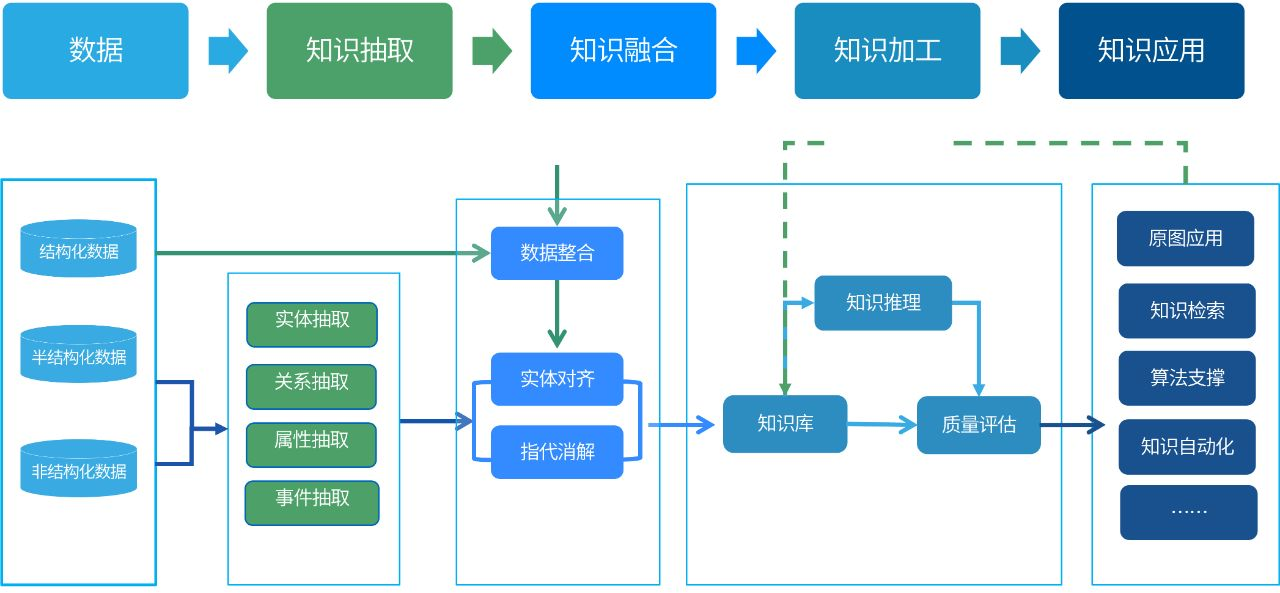 数据
知识抽取
知识融合
知识加工
知识应用
结构化数据
半结构化数据
非结构化数据
实体抽取
关系抽取
属性抽取
事件抽取
数据整合
实体对齐
指代消解
知识推理
知识库
质量评估
原图应用
知识检索
算法支撑
知识自动化
……